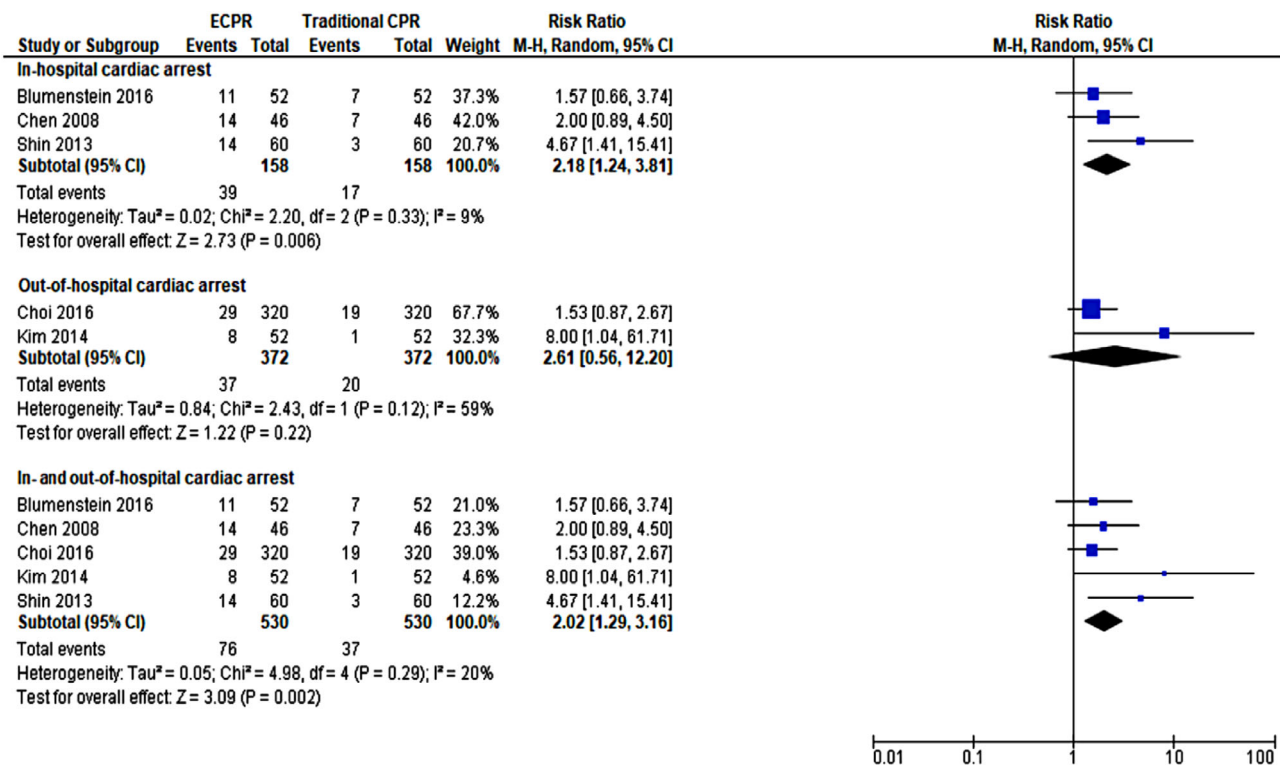 ECPR Traditional CPR Risk Ratio Risk Ratio
Study or Subgroup Events Total Events Total Weight M-H, Random, 95% CI M-H, Random, 95% CI
In-hospital cardiac arrest
Blumenstein 2016 11 52 7 52 37.3% 1.57 [0.66, 3.74]
Chen 2008 14 46 7 46 42.0% 2.00 [0.89, 4.50]
Shin 2013 14 60 3 60 20.7% 4.67 [1.41, 15.41]
Subtotal (95% CI) 158 158 100.0% 2.18 [1.24, 3.81]
Total events 39 17
Heterogeneity: Tau² = 0.02; Chi² = 2.20, df = 2 (P = 0.33); I² = 9%
Test for overall effect: Z = 2.73 (P = 0.006)
Out-of-hospital cardiac arrest
Choi 2016 29 320 19 320 67.7% 1.53 [0.87, 2.67]
Kim 2014 8 52 1 52 32.3% 8.00 [1.04, 61.71]
Subtotal (95% CI) 372 372 100.0% 2.61 [0.56, 12.20]
Total events 37 20
Heterogeneity: Tau² = 0.84; Chi² = 2.43, df = 1 (P = 0.12); I² = 59%
Test for overall effect: Z = 1.22 (P = 0.22)
In- and out-of-hospital cardiac arrest
Blumenstein 2016 11 52 7 52 21.0% 1.57 [0.66, 3.74]
Chen 2008 14 46 7 46 23.3% 2.00 [0.89, 4.50]
Choi 2016 29 320 19 320 39.0% 1.53 [0.87, 2.67]
Kim 2014 8 52 1 52 4.6% 8.00 [1.04, 61.71]
Shin 2013 14 60 3 60 12.2% 4.67 [1.41, 15.41]
Subtotal (95% CI) 530 530 100.0% 2.02 [1.29, 3.16]
Total events 76 37
Heterogeneity: Tau² = 0.05; Chi² = 4.98, df = 4 (P = 0.29); I² = 20%
Test for overall effect: Z = 3.09 (P = 0.002)
0.01 0.1 1 10 100